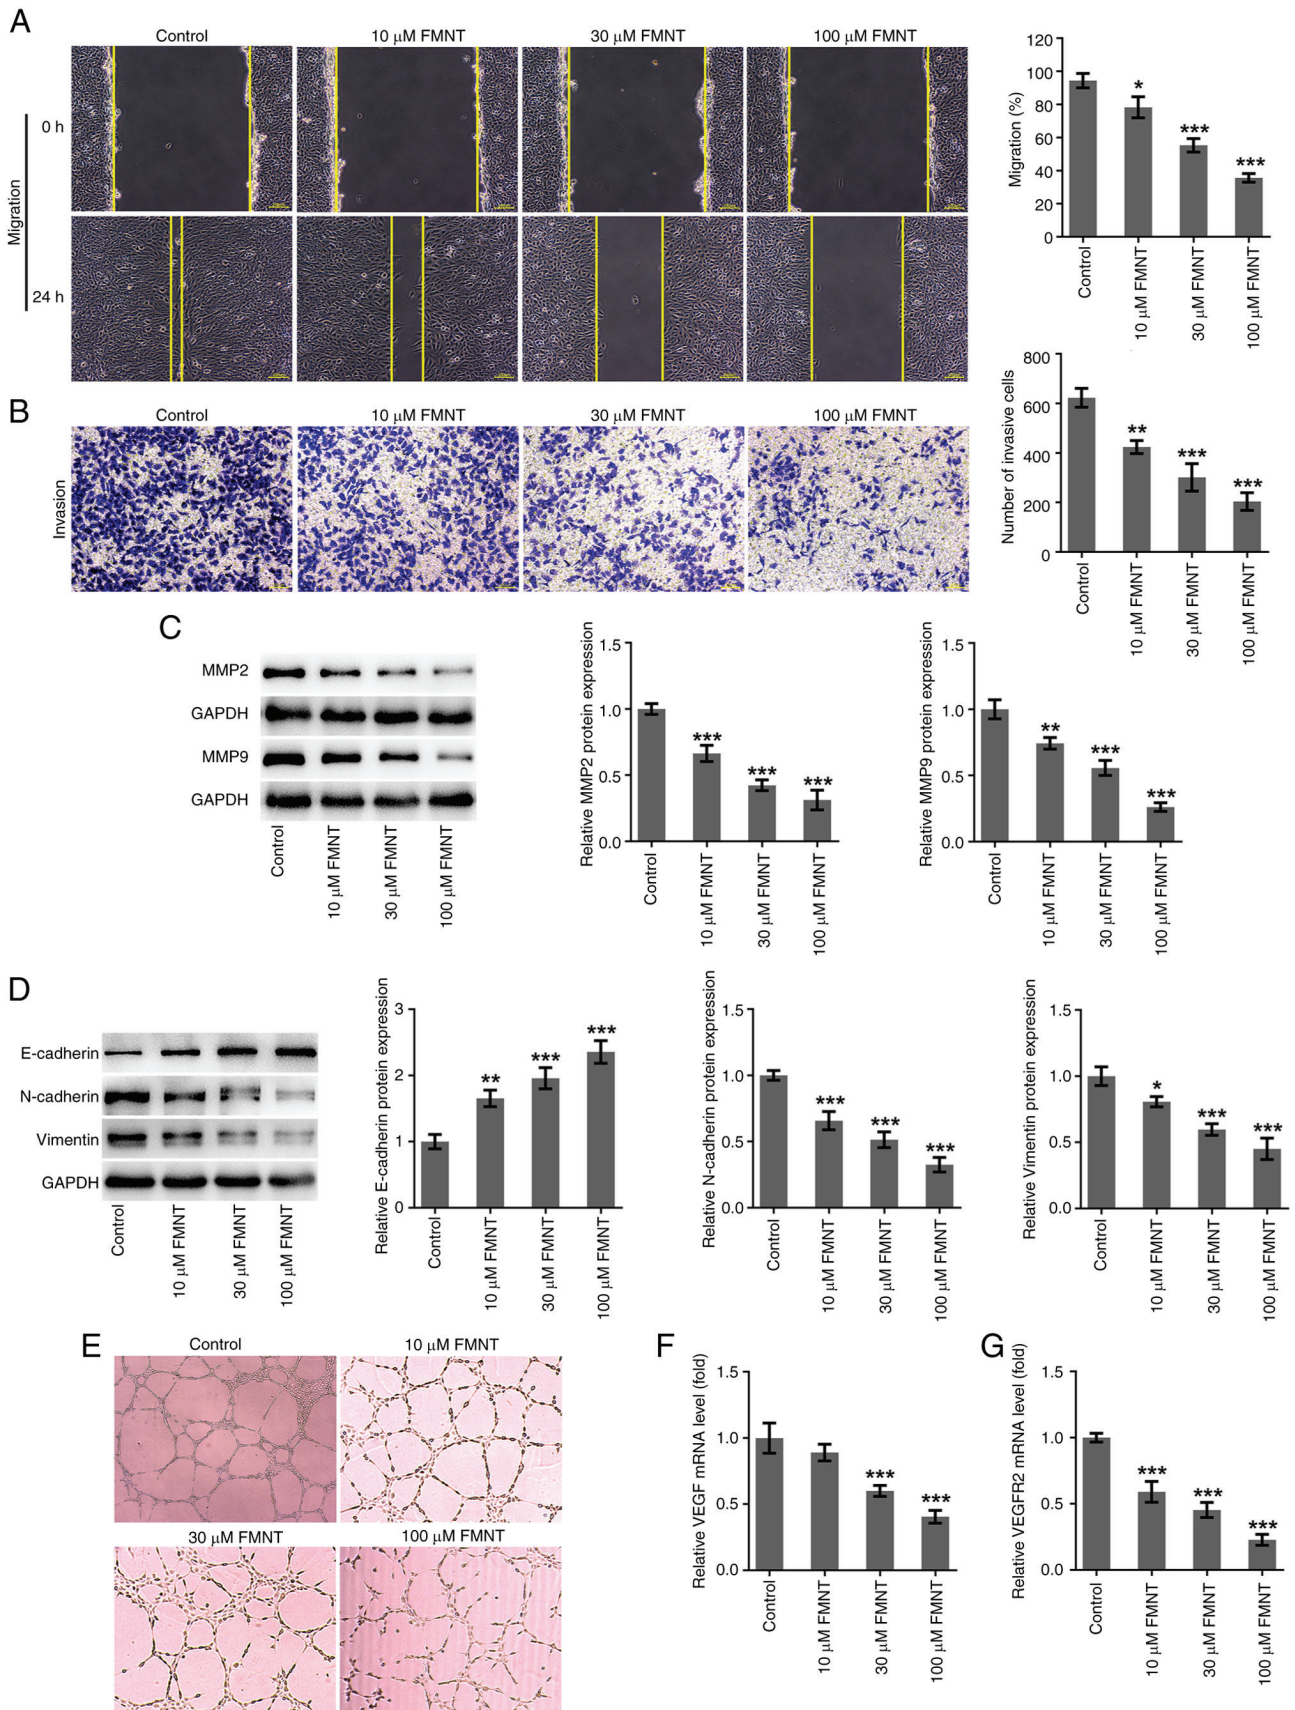 A
Control
10 μM FMNT
30 μM FMNT
100 μM FMNT
Migration
0 h
24 h
Migration (%)
120
100
80
60
40
20
0
*
***
***
Control
10 μM FMNT
30 μM FMNT
100 μM FMNT
B
Control
10 μM FMNT
30 μM FMNT
100 μM FMNT
Invasion
Number of invasive cells
800
600
400
200
0
**
***
***
Control
10 μM FMNT
30 μM FMNT
100 μM FMNT
C
MMP2
GAPDH
MMP9
GAPDH
Control
10 μM FMNT
30 μM FMNT
100 μM FMNT
Relative MMP2 protein expression
1.5
1.0
0.5
0.0
***
***
***
Control
10 μM FMNT
30 μM FMNT
100 μM FMNT
Relative MMP9 protein expression
1.5
1.0
0.5
0.0
**
***
***
Control
10 μM FMNT
30 μM FMNT
100 μM FMNT
D
E-cadherin
N-cadherin
Vimentin
GAPDH
Control
10 μM FMNT
30 μM FMNT
100 μM FMNT
Relative E-cadherin protein expression
3
2
1
0
**
***
***
Control
10 μM FMNT
30 μM FMNT
100 μM FMNT
Relative N-cadherin protein expression
1.5
1.0
0.5
0.0
***
***
***
Control
10 μM FMNT
30 μM FMNT
100 μM FMNT
Relative Vimentin protein expression
1.5
1.0
0.5
0.0
*
***
***
Control
10 μM FMNT
30 μM FMNT
100 μM FMNT
E
Control
10 μM FMNT
30 μM FMNT
100 μM FMNT
F
Relative VEGF mRNA level (fold)
1.5
1.0
0.5
0.0
***
***
Control
10 μM FMNT
30 μM FMNT
100 μM FMNT
G
Relative VEGFR2 mRNA level (fold)
1.5
1.0
0.5
0.0
***
***
***
Control
10 μM FMNT
30 μM FMNT
100 μM FMNT